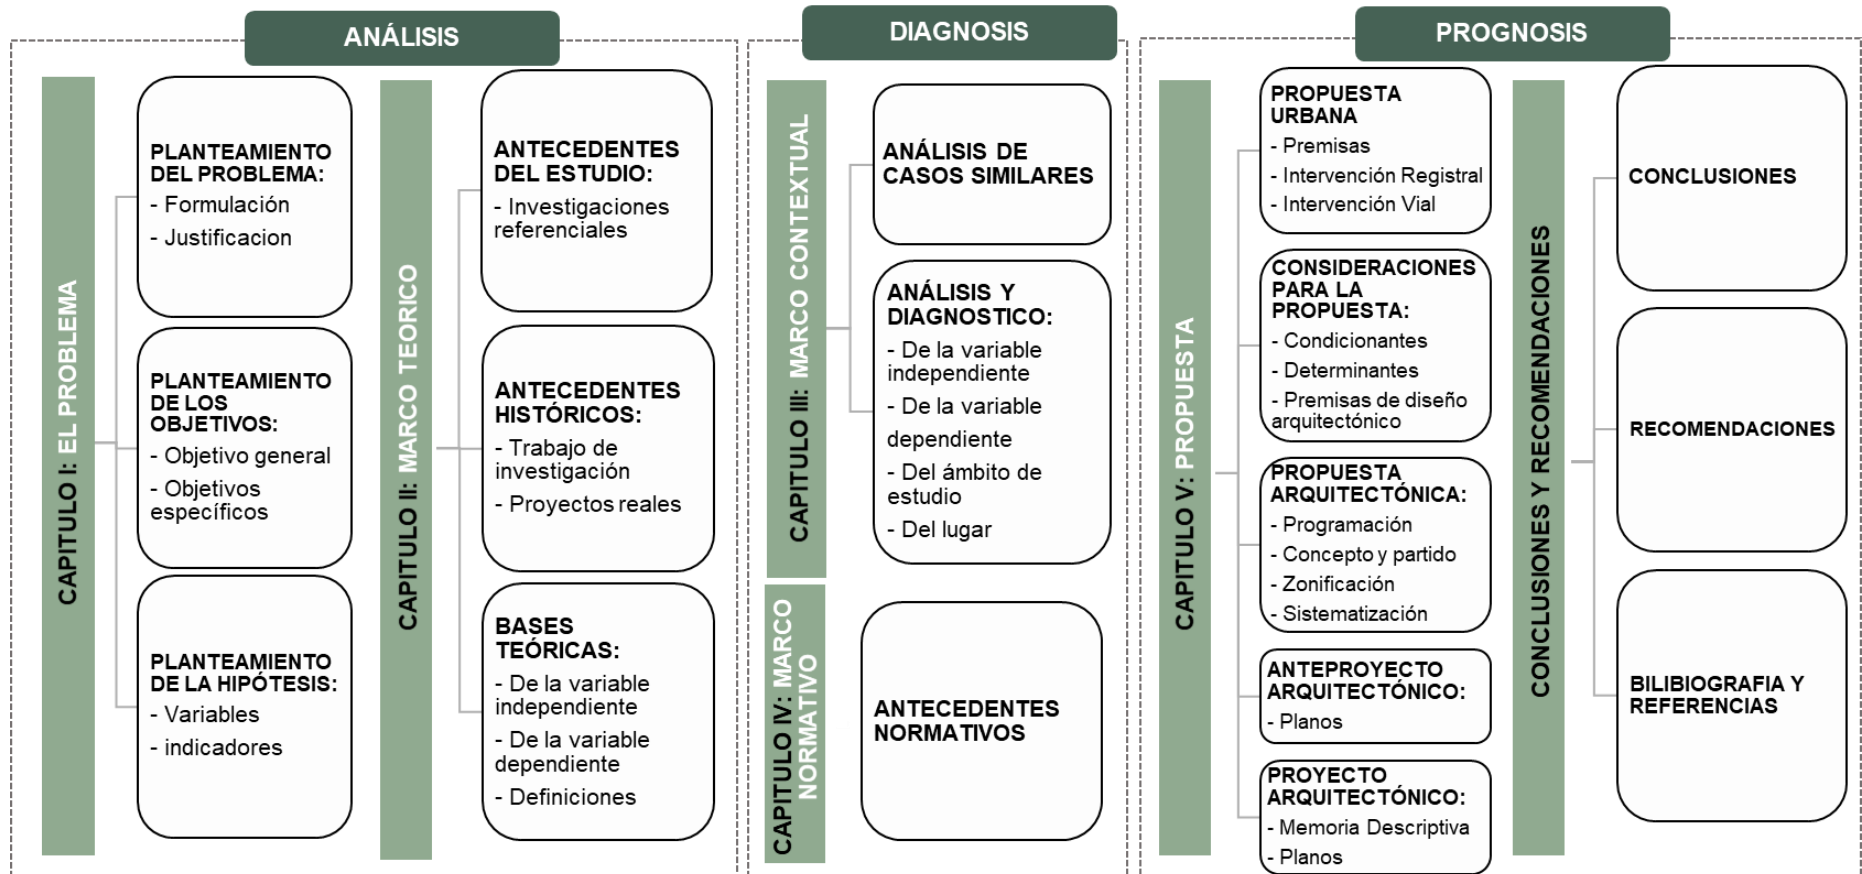 ANÁLISIS
CAPITULO I: EL PROBLEMA
PLANTEAMIENTO
DEL PROBLEMA:
- Formulación
- Justificacion
PLANTEAMIENTO
DE LOS
OBJETIVOS:
- Objetivo general
- Objetivos
específicos
PLANTEAMIENTO
DE LA HIPÓTESIS:
- Variables
- indicadores
CAPITULO II: MARCO TEORICO
ANTECEDENTES
DEL ESTUDIO:
- Investigaciones
referenciales
ANTECEDENTES
HISTÓRICOS:
- Trabajo de
investigación
- Proyectos reales
BASES
TEÓRICAS:
- De la variable
independiente
- De la variable
dependiente
- Definiciones
DIAGNOSIS
CAPITULO III: MARCO CONTEXTUAL
ANÁLISIS DE
CASOS SIMILARES
ANÁLISIS Y
DIAGNOSTICO:
- De la variable
independiente
- De la variable
dependiente
- Del ámbito de
estudio
- Del lugar
CAPITULO IV: MARCO
NORMATIVO
ANTECEDENTES
NORMATIVOS
PROGNOSIS
CAPITULO V: PROPUESTA
PROPUESTA
URBANA
- Premisas
- Intervención Registral
- Intervención Vial
CONSIDERACIONES
PARA LA
PROPUESTA:
- Condicionantes
- Determinantes
- Premisas de diseño
arquitectónico
PROPUESTA
ARQUITECTÓNICA:
- Programación
- Concepto y partido
- Zonificación
- Sistematización
ANTEPROYECTO
ARQUITECTÓNICO:
- Planos
PROYECTO
ARQUITECTÓNICO:
- Memoria Descriptiva
- Planos
CONCLUSIONES Y RECOMENDACIONES
CONCLUSIONES
RECOMENDACIONES
BILIBIOGRAFIA Y
REFERENCIAS